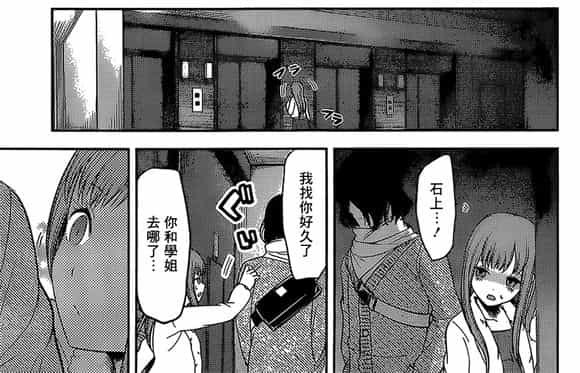 フラ
フラ
石上…！
我找你好久了
你和學姐
去哪了…